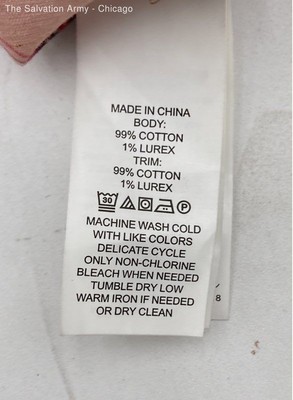 The Salvation Army - Chicago
MADE IN CHINA
BODY:
99% COTTON
1% LUREX
TRIM:
99% COTTON
1% LUREX
30 P
MACHINE WASH COLD
WITH LIKE COLORS
DELICATE CYCLE
ONLY NON-CHLORINE
BLEACH WHEN NEEDED
TUMBLE DRY LOW
WARM IRON IF NEEDED
OR DRY CLEAN
8